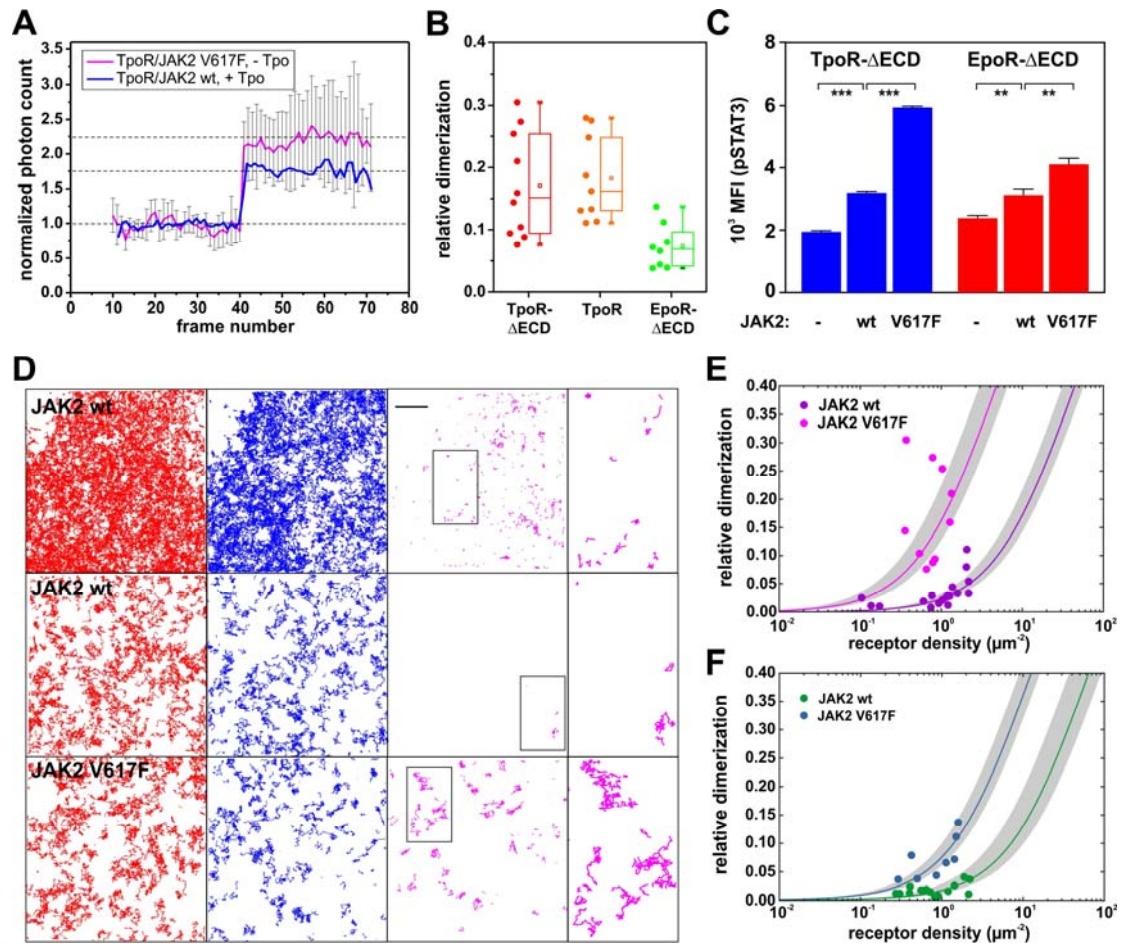 A
normalized photon count
3.0
2.5
2.0
1.5
1.0
0.5
0.0
TpoR/JAK2 V617F, - Tpo
TpoR/JAK2 wt, + Tpo
0 10 20 30 40 50 60 70 80
frame number
B
relative dimerization
0.4
0.3
0.2
0.1
0.0
TpoR-
ΔECD
TpoR
EpoR-
ΔECD
C
10³ MFI (pSTAT3)
8
6
4
2
0
TpoR-ΔECD
EpoR-ΔECD
*** *** ** **
JAK2: - wt V617F - wt V617F
D
JAK2 wt
JAK2 wt
JAK2 V617F
E
relative dimerization
0.40
0.35
0.30
0.25
0.20
0.15
0.10
0.05
0.00
JAK2 wt
JAK2 V617F
10⁻² 10⁻¹ 10⁰ 10¹ 10²
receptor density (µm⁻²)
F
relative dimerization
0.40
0.35
0.30
0.25
0.20
0.15
0.10
0.05
0.00
JAK2 wt
JAK2 V617F
10⁻² 10⁻¹ 10⁰ 10¹ 10²
receptor density (µm⁻²)